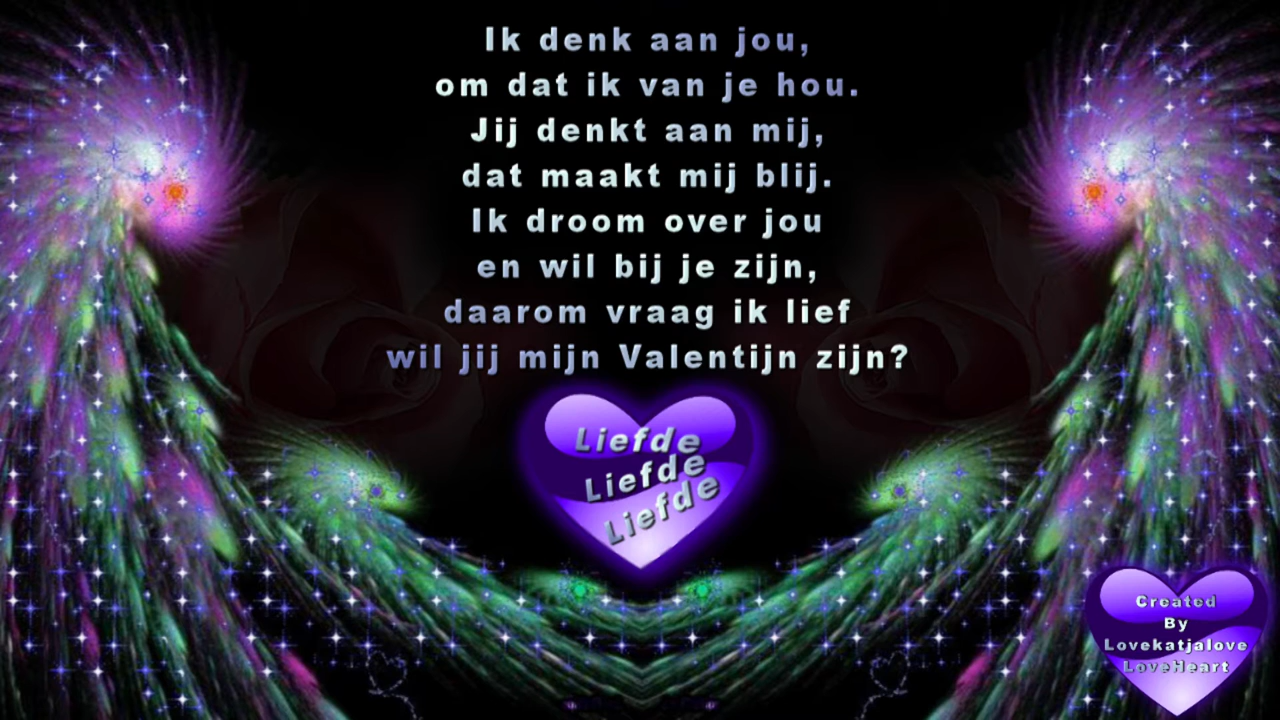 Ik denk aan jou,
om dat ik van je hou.
Jij denkt aan mij,
dat maakt mij blij.
Ik droom over jou
en wil bij je zijn,
daarom vraag ik lief
wil jij mijn Valentijn zijn?
Liefde
Liefde
Liefde
Created
By
Lovekatjalove
LoveHeart